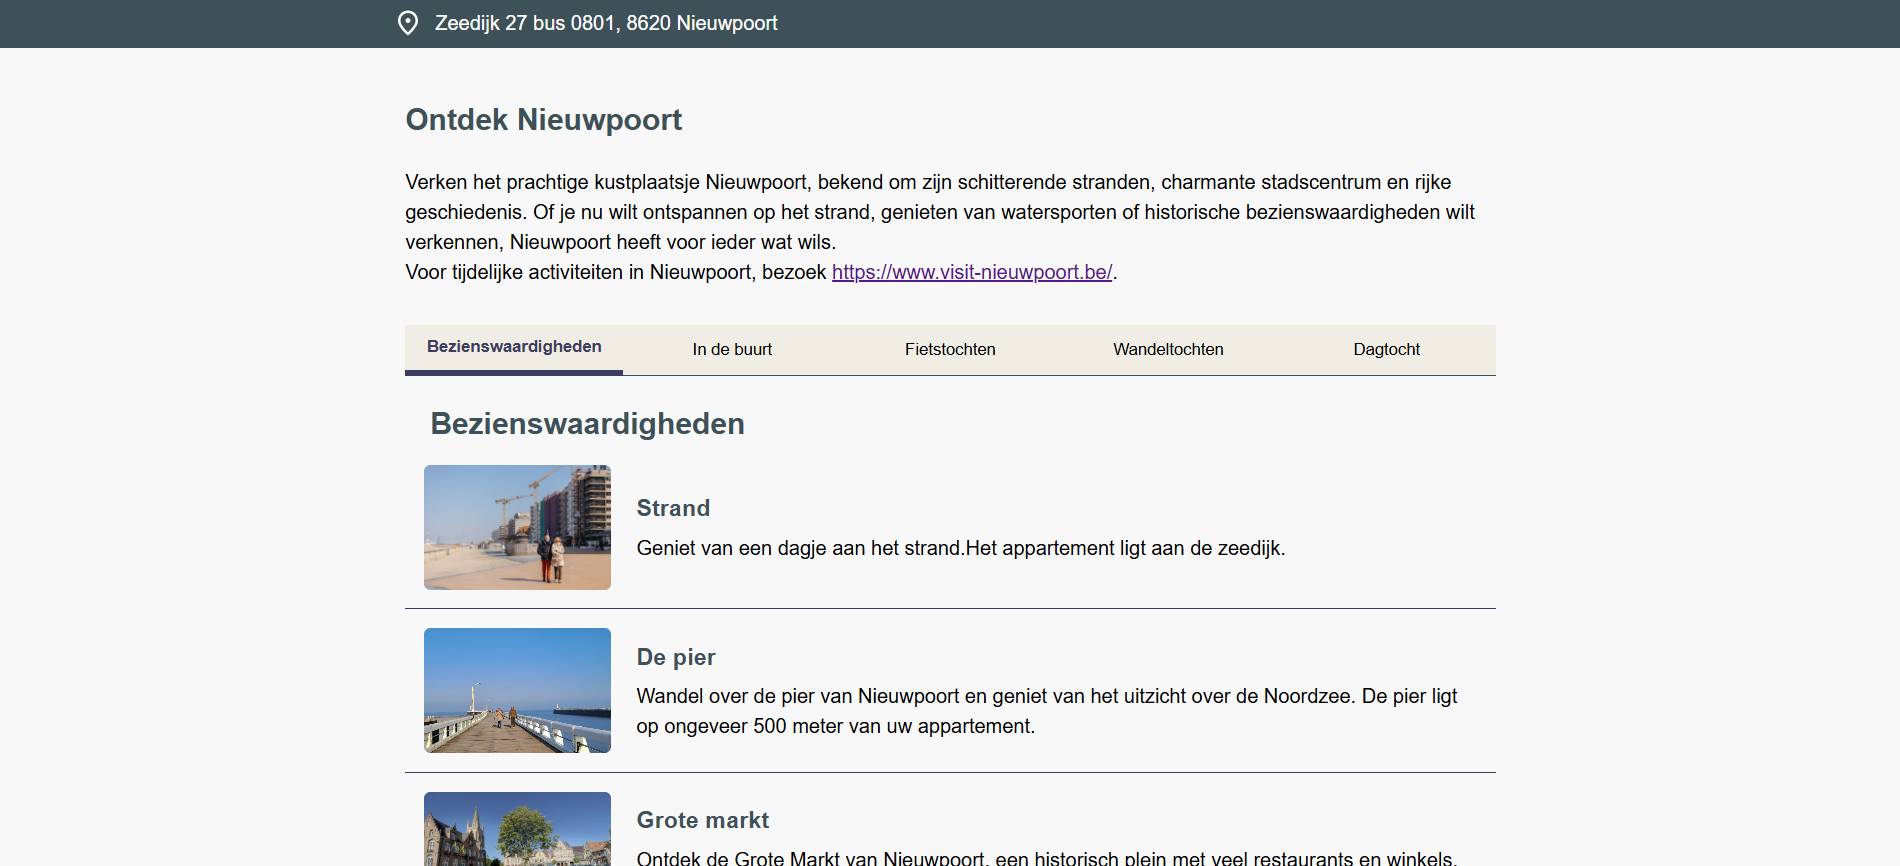 Zeedijk 27 bus 0801, 8620 Nieuwpoort
Ontdek Nieuwpoort
Verken het prachtige kustplaatsje Nieuwpoort, bekend om zijn schitterende stranden, charmante stadscentrum en rijke
geschiedenis. Of je nu wilt ontspannen op het strand, genieten van watersporten of historische bezienswaardigheden wilt
verkennen, Nieuwpoort heeft voor ieder wat wils.
Voor tijdelijke activiteiten in Nieuwpoort, bezoek https://www.visit-nieuwpoort.be/.
Bezienswaardigheden In de buurt Fietstochten Wandeltochten Dagtocht
Bezienswaardigheden
Strand
Geniet van een dagje aan het strand.Het appartement ligt aan de zeedijk.
De pier
Wandel over de pier van Nieuwpoort en geniet van het uitzicht over de Noordzee. De pier ligt
op ongeveer 500 meter van uw appartement.
Grote markt
Ontdek de Grote Markt van Nieuwpoort, een historisch plein met veel restaurants en winkels.